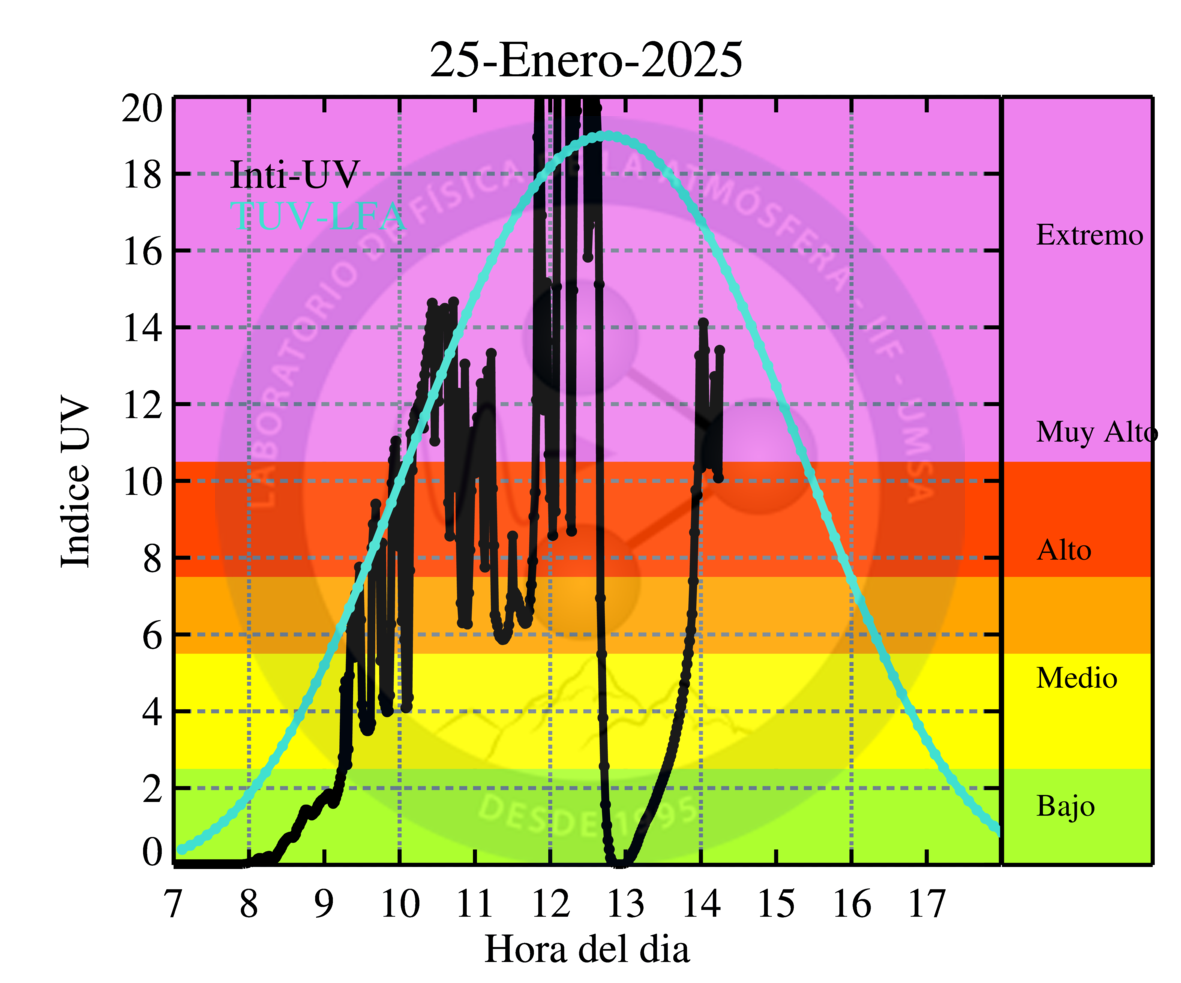 25-Enero-2025
20
18
16
14
12
10
8
6
4
2
0
Indice UV
Inti-UV
TUV-LFA
LABORATORIO DE FÍSICA DE LA ATMÓSFERA - IIF - UMSA
DESDE 1995
Extremo
Muy Alto
Alto
Medio
Bajo
7 8 9 10 11 12 13 14 15 16 17
Hora del dia